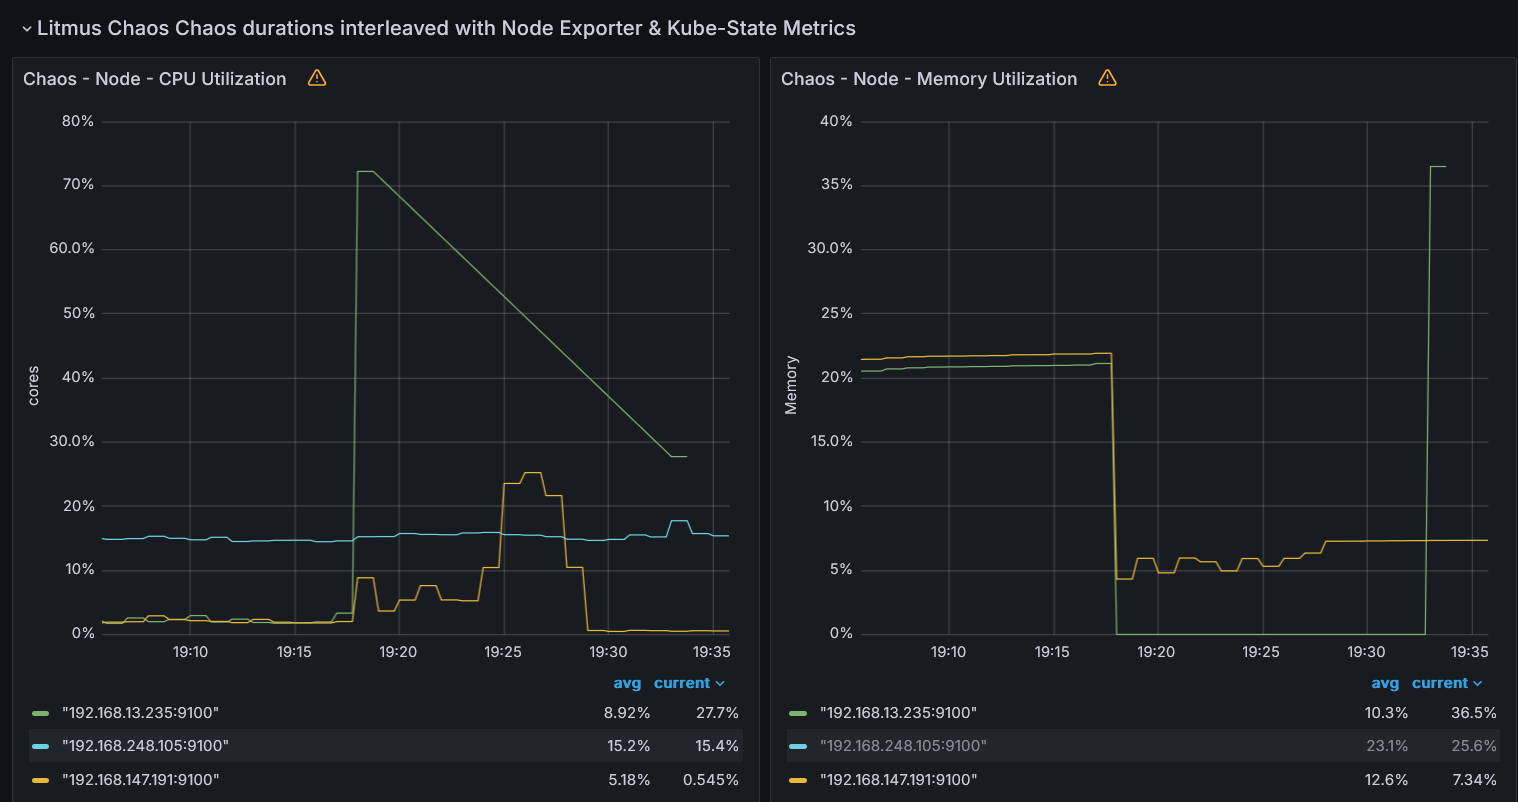 Litmus Chaos Chaos durations interleaved with Node Exporter & Kube-State Metrics
Chaos - Node - CPU Utilization
80%
70%
60.0%
50%
40%
30.0%
20%
10%
0%
cores
19:10 19:15 19:20 19:25 19:30 19:35
avg current
"192.168.13.235:9100" 8.92% 27.7%
"192.168.248.105:9100" 15.2% 15.4%
"192.168.147.191:9100" 5.18% 0.545%
Chaos - Node - Memory Utilization
40%
35%
30.0%
25%
20%
15.0%
10%
5%
0%
Memory
19:10 19:15 19:20 19:25 19:30 19:35
avg current
"192.168.13.235:9100" 10.3% 36.5%
"192.168.248.105:9100" 23.1% 25.6%
"192.168.147.191:9100" 12.6% 7.34%